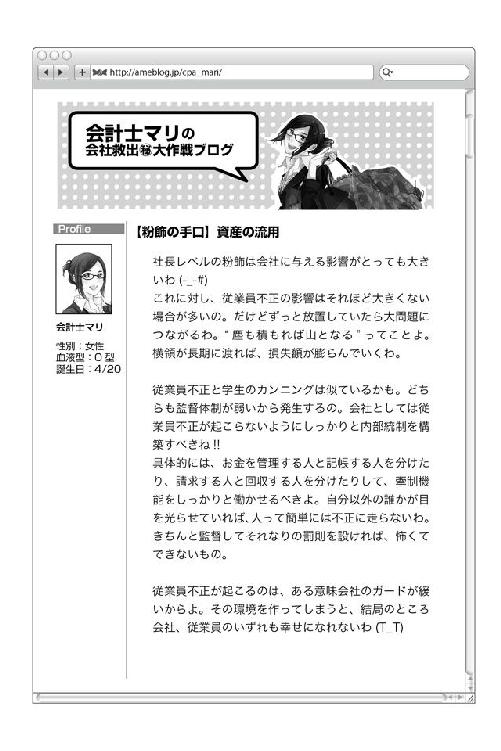 http://ameblog.jp/cpa_mari/
会計士マリの
会社救出㊙大作戦ブログ
Profile
会計士マリ
性別：女性
血液型：O型
誕生日：4/20
【粉飾の手口】資産の流用
社長レベルの粉飾は会社に与える影響がとっても大き
いわ (-_-#)
これに対し、従業員不正の影響はそれほど大きくない
場合が多いの。だけどずっと放置していたら大問題に
つながるわ。“塵も積もれば山となる”ってことよ。
横領が長期に渡れば、損失額が膨らんでいくわ。
従業員不正と学生のカンニングは似ているかも。どち
らも監督体制が弱いから発生するの。会社としては従
業員不正が起こらないようにしっかりと内部統制を構
築すべきね!!
具体的には、お金を管理する人と記帳する人を分けた
り、請求する人と回収する人を分けたりして、牽制機
能をしっかりと働かせるべきよ。自分以外の誰かが目
を光らせていれば、人って簡単には不正に走らないわ。
きちんと監督してそれなりの罰則を設ければ、怖くて
できないもの。
従業員不正が起こるのは、ある意味会社のガードが緩
いからよ。その環境を作ってしまうと、結局のところ
会社、従業員のいずれも幸せになれないわ (T_T)